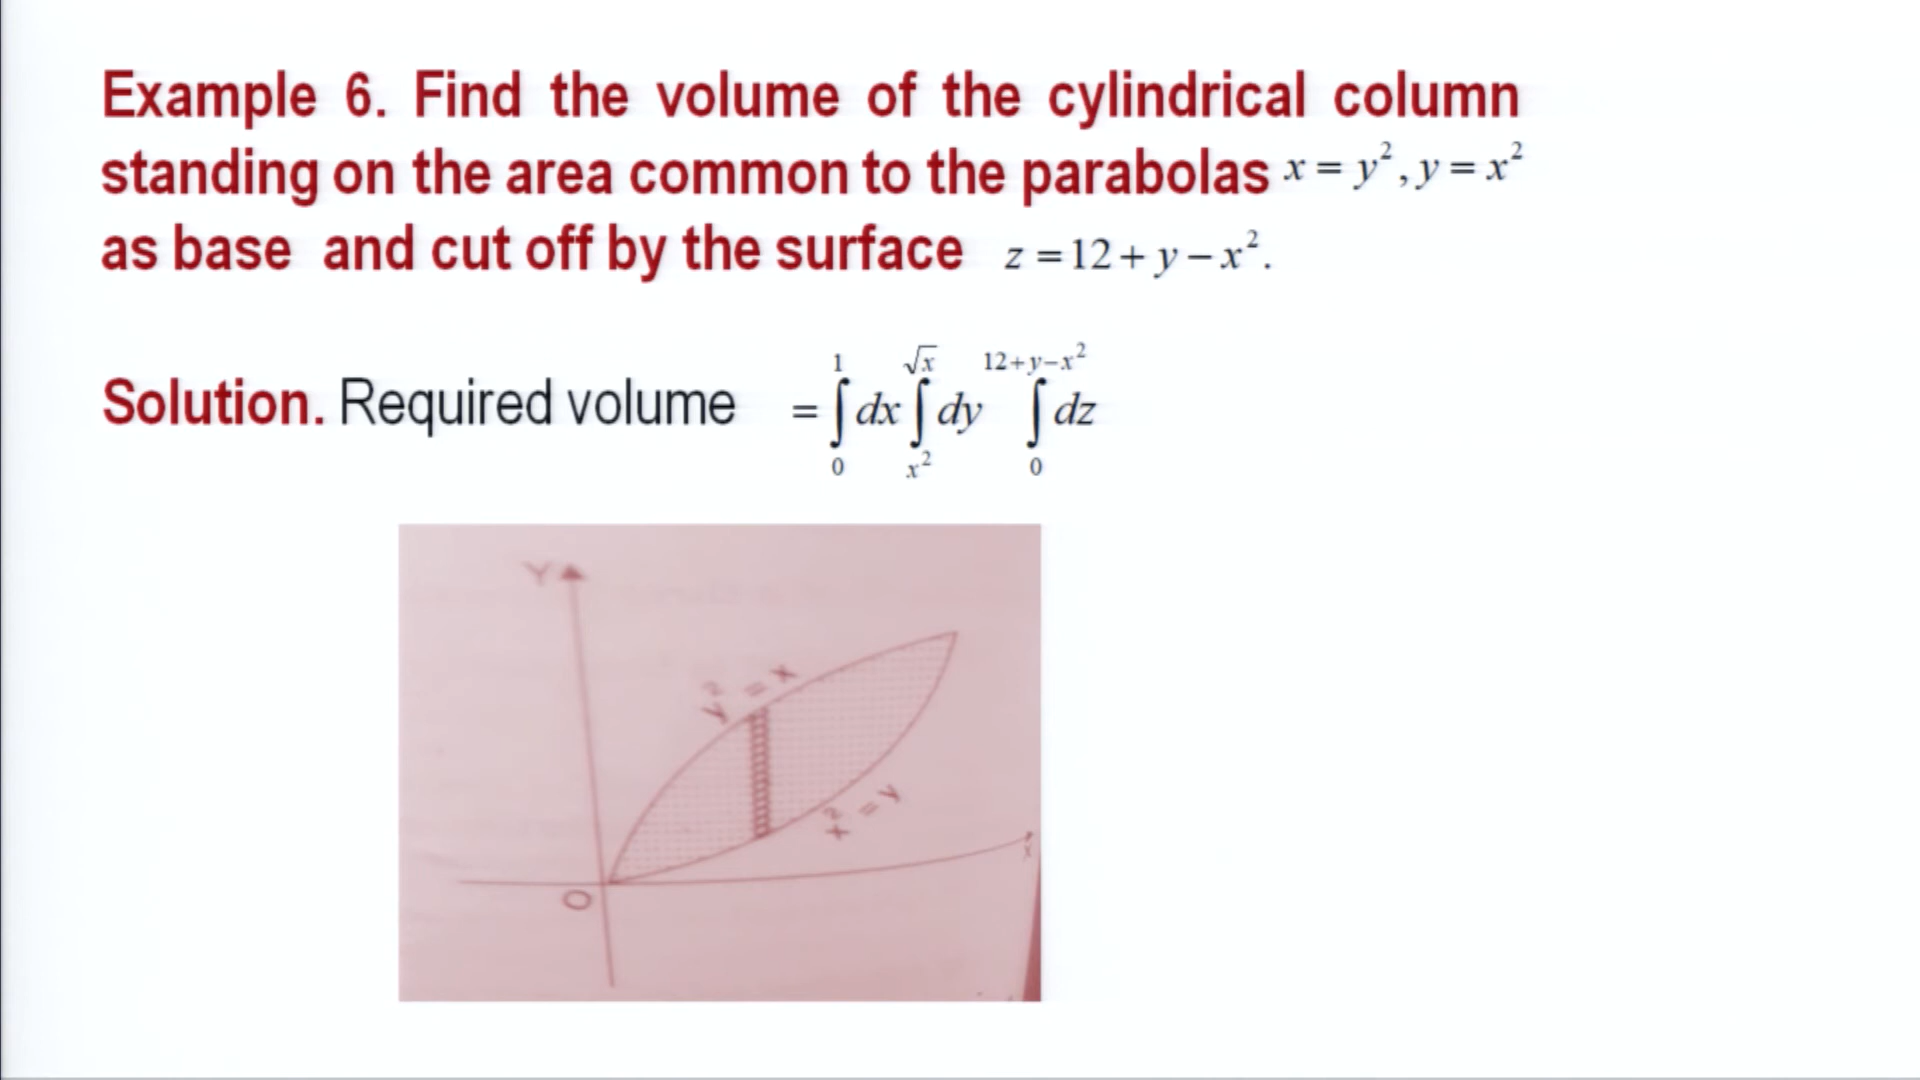 Example 6. Find the volume of the cylindrical column
standing on the area common to the parabolas x = y², y = x²
as base and cut off by the surface z = 12 + y − x².
Solution. Required volume = ∫₀¹ dx ∫_{x²}^{√x} dy ∫₀^{12+y−x²} dz
Y
y² = x
x² = y
X
O